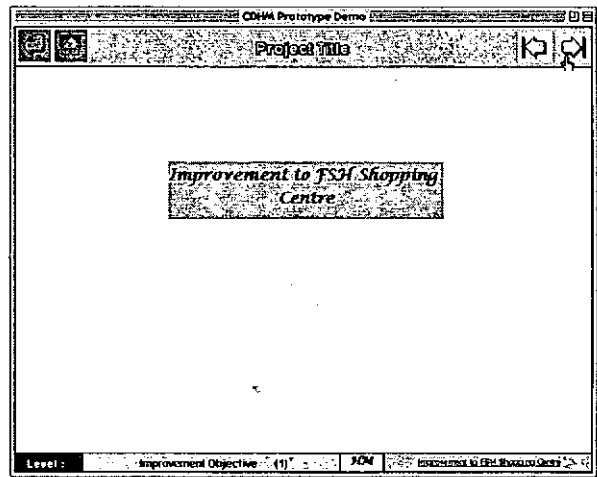 CDHM Prototype Demo
Project Title
Improvement to FSH Shopping
Centre
Level : Improvement Objective (1) Improvement to FSH Shopping Centre